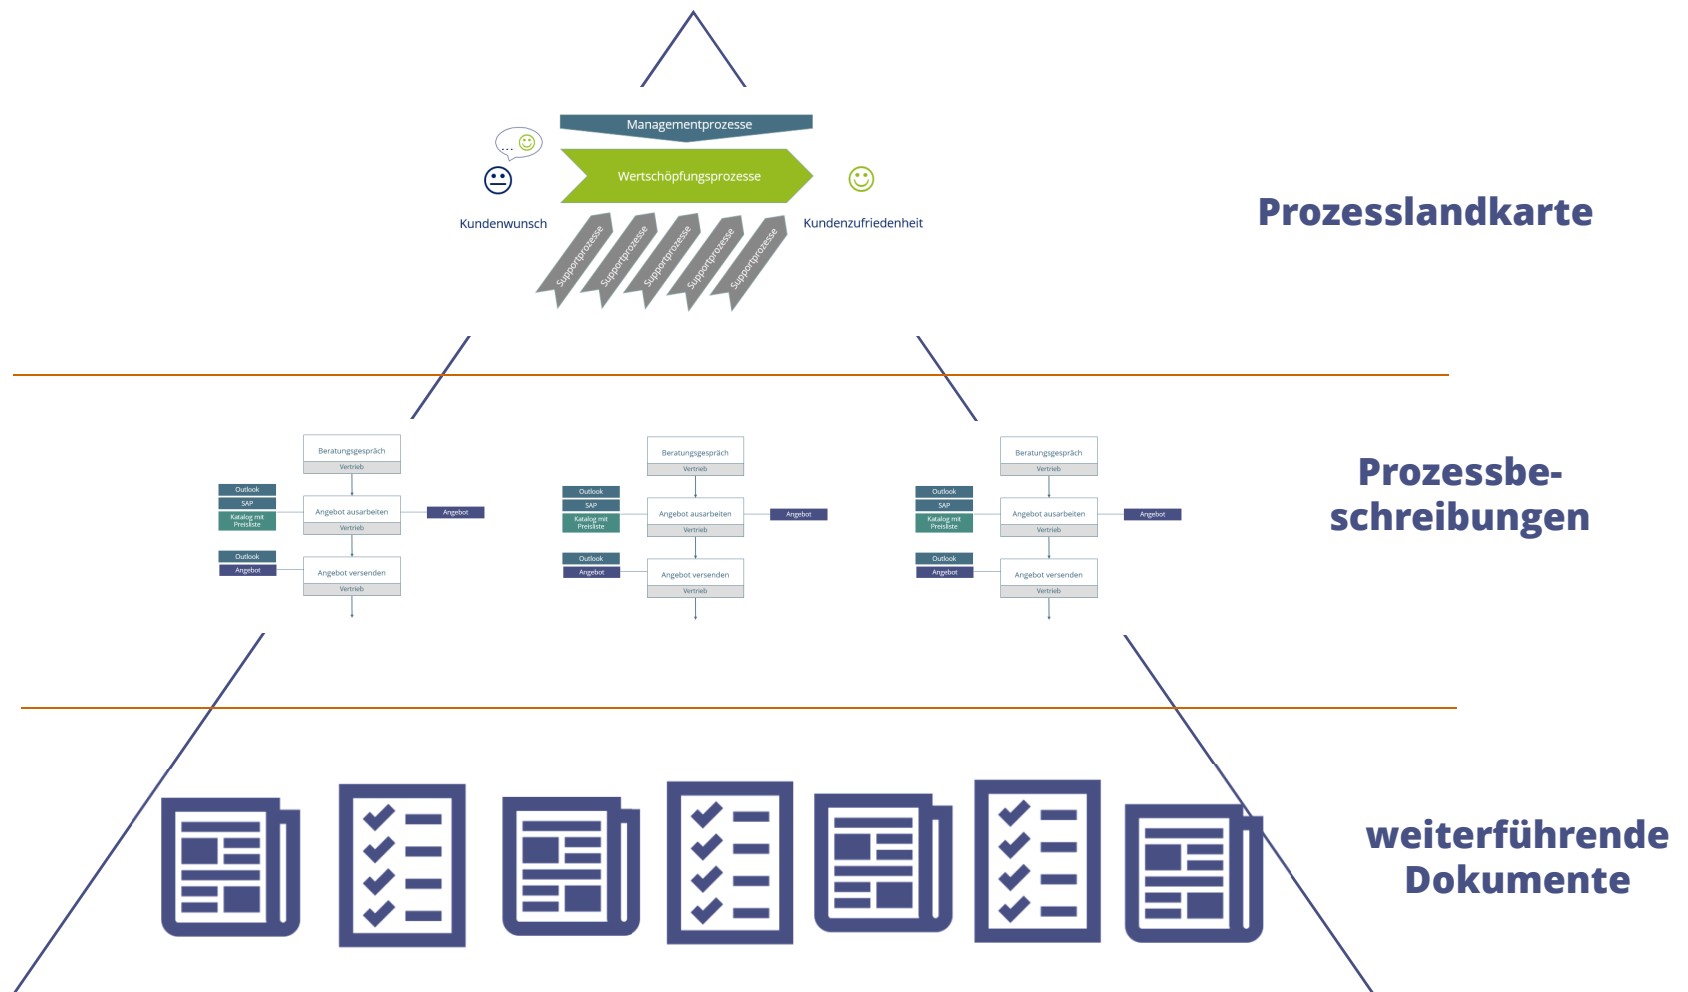 Managementprozesse
...
Wertschöpfungsprozesse
Kundenwunsch
Kundenzufriedenheit
Supportprozesse
Supportprozesse
Supportprozesse
Supportprozesse
Supportprozesse
Prozesslandkarte
Beratungsgespräch
Vertrieb
Outlook
SAP
Katalog mit
Preisliste
Angebot ausarbeiten
Vertrieb
Angebot
Outlook
Angebot
Angebot versenden
Vertrieb
Beratungsgespräch
Vertrieb
Outlook
SAP
Katalog mit
Preisliste
Angebot ausarbeiten
Vertrieb
Angebot
Outlook
Angebot
Angebot versenden
Vertrieb
Beratungsgespräch
Vertrieb
Outlook
SAP
Katalog mit
Preisliste
Angebot ausarbeiten
Vertrieb
Angebot
Outlook
Angebot
Angebot versenden
Vertrieb
Prozessbe-
schreibungen
weiterführende
Dokumente